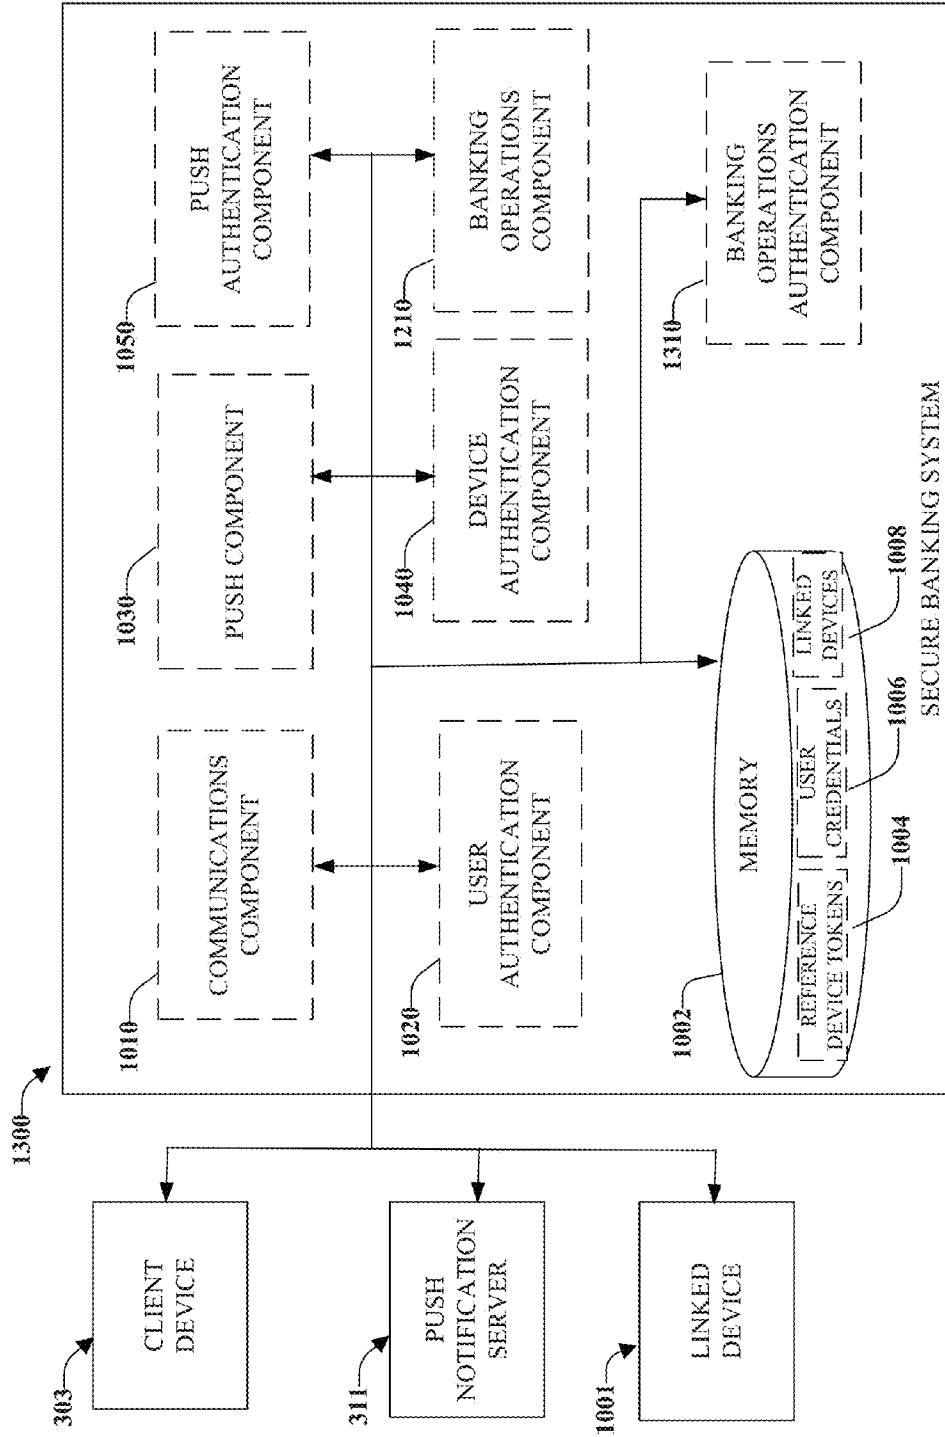 1300
303
CLIENT
DEVICE
311
PUSH
NOTIFICATION
SERVER
1001
LINKED
DEVICE
1010
COMMUNICATIONS
COMPONENT
1030
PUSH COMPONENT
1050
PUSH
AUTHENTICATION
COMPONENT
1020
USER
AUTHENTICATION
COMPONENT
1040
DEVICE
AUTHENTICATION
COMPONENT
1210
BANKING
OPERATIONS
COMPONENT
1002
MEMORY
REFERENCE
DEVICE TOKENS
1004
USER
CREDENTIALS
1006
LINKED
DEVICES
1008
1310
BANKING
OPERATIONS
AUTHENTICATION
COMPONENT
SECURE BANKING SYSTEM